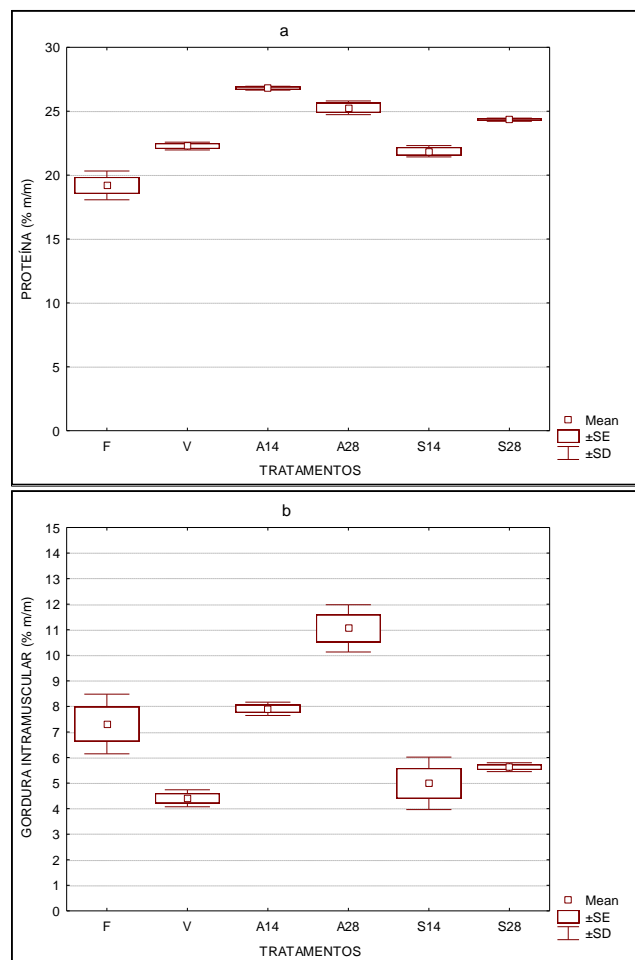 a
PROTEÍNA (% m/m)
30
25
20
15
10
5
0
F V A14 A28 S14 S28
TRATAMENTOS
Mean
±SE
±SD
b
GORDURA INTRAMUSCULAR (% m/m)
15
14
13
12
11
10
9
8
7
6
5
4
3
2
1
0
F V A14 A28 S14 S28
TRATAMENTOS
Mean
±SE
±SD